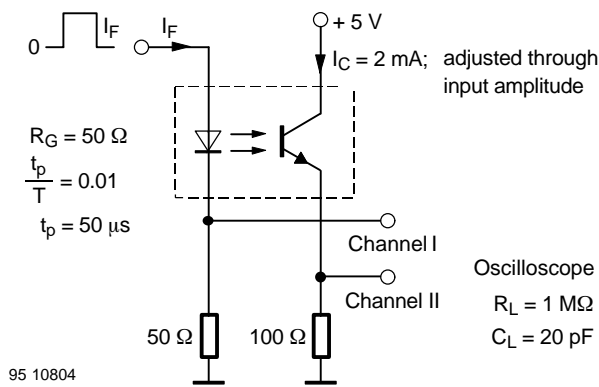 0
I_F
I_F
+ 5 V
I_C = 2 mA; adjusted through
input amplitude
R_G = 50 Ω
t_p
T
= 0.01
t_p = 50 μs
Channel I
Channel II
Oscilloscope
R_L = 1 MΩ
C_L = 20 pF
50 Ω
100 Ω
95 10804